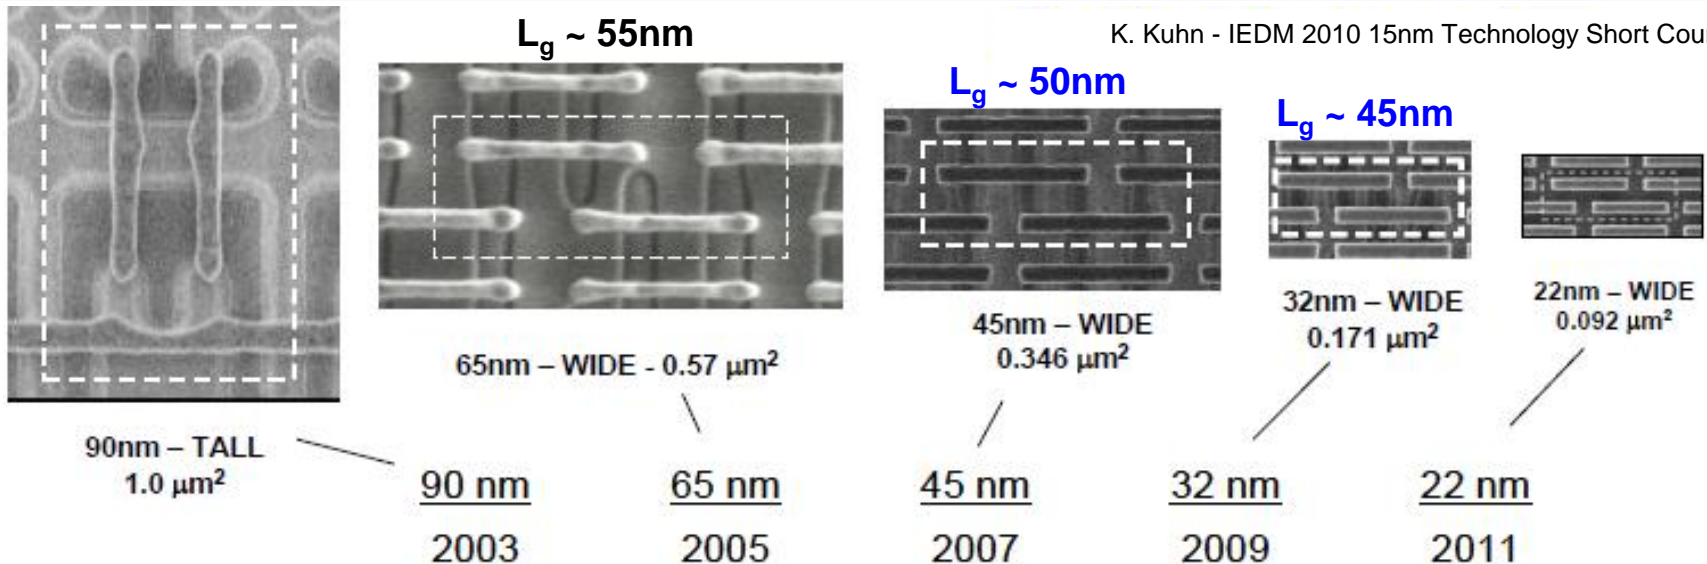 K. Kuhn - IEDM 2010 15nm Technology Short
Lg ~ 55nm
Lg ~ 50nm
Lg ~ 45nm
90nm – TALL
1.0 µm²
65nm – WIDE - 0.57 µm²
45nm – WIDE
0.346 µm²
32nm – WIDE
0.171 µm²
22nm – WIDE
0.092 µm²
90 nm 65 nm 45 nm 32 nm 22 nm
2003 2005 2007 2009 2011